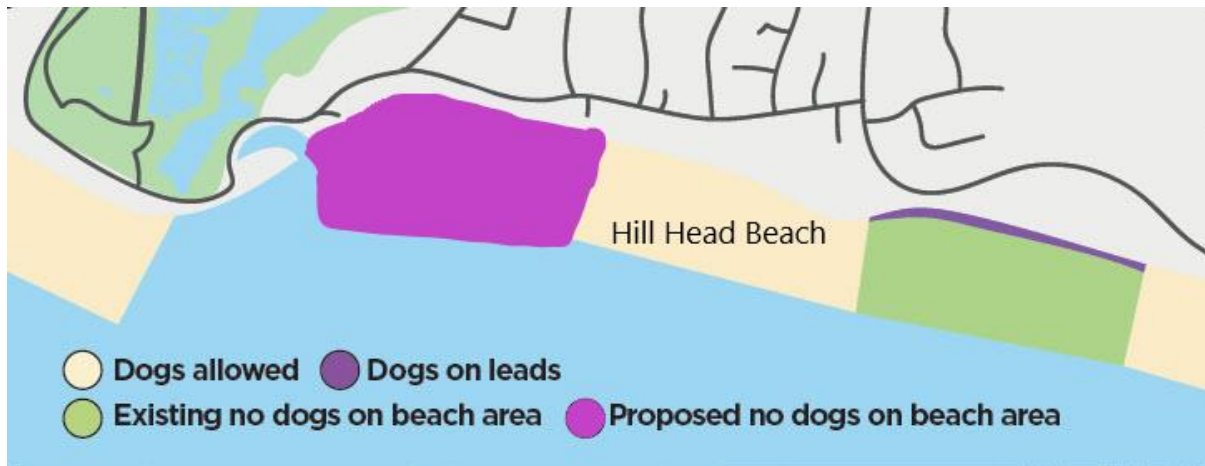 Hill Head Beach
Dogs allowed
Dogs on leads
Existing no dogs on beach area
Proposed no dogs on beach area